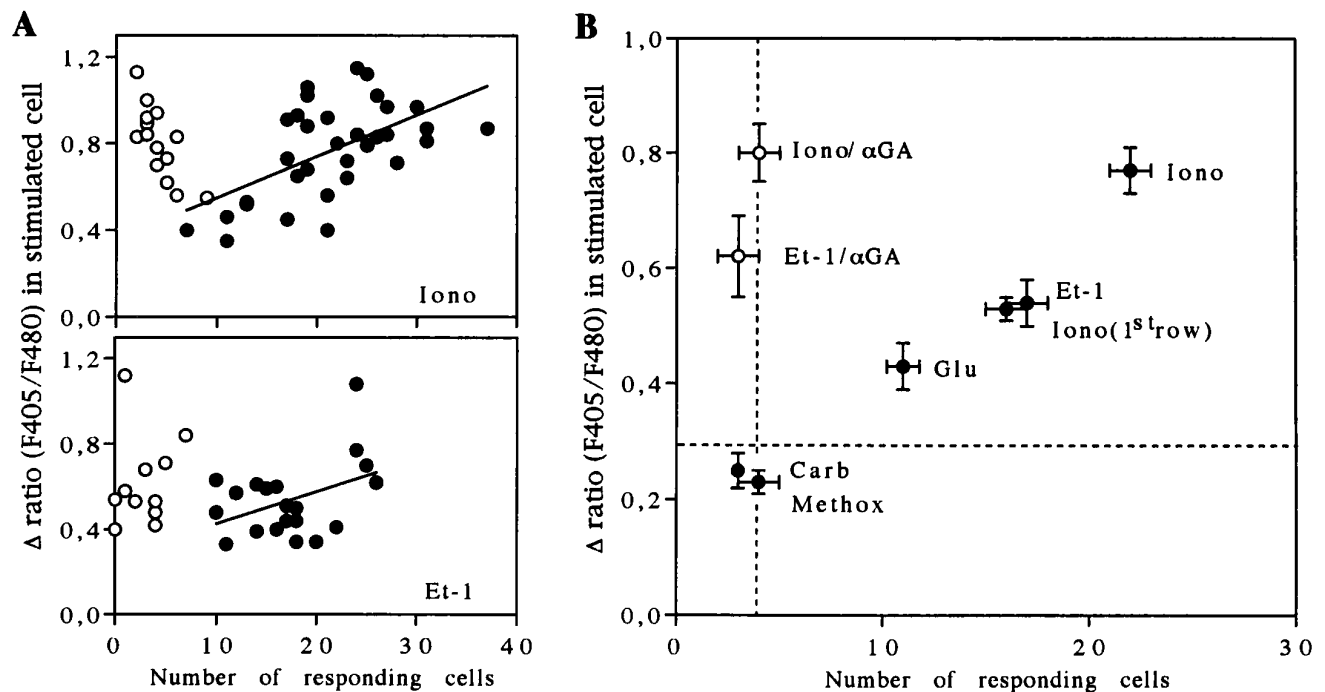 A
Δ ratio (F405/F480) in stimulated cell
1,2
0,8
0,4
0,0
Iono
1,2
0,8
0,4
0,0
Et-1
0 10 20 30 40
Number of responding cells
B
Δ ratio (F405/F480) in stimulated cell
1,0
0,8
0,6
0,4
0,2
0,0
Iono/αGA
Iono
Et-1/αGA
Et-1
Iono(1st row)
Glu
Carb
Methox
0 10 20 30
Number of responding cells